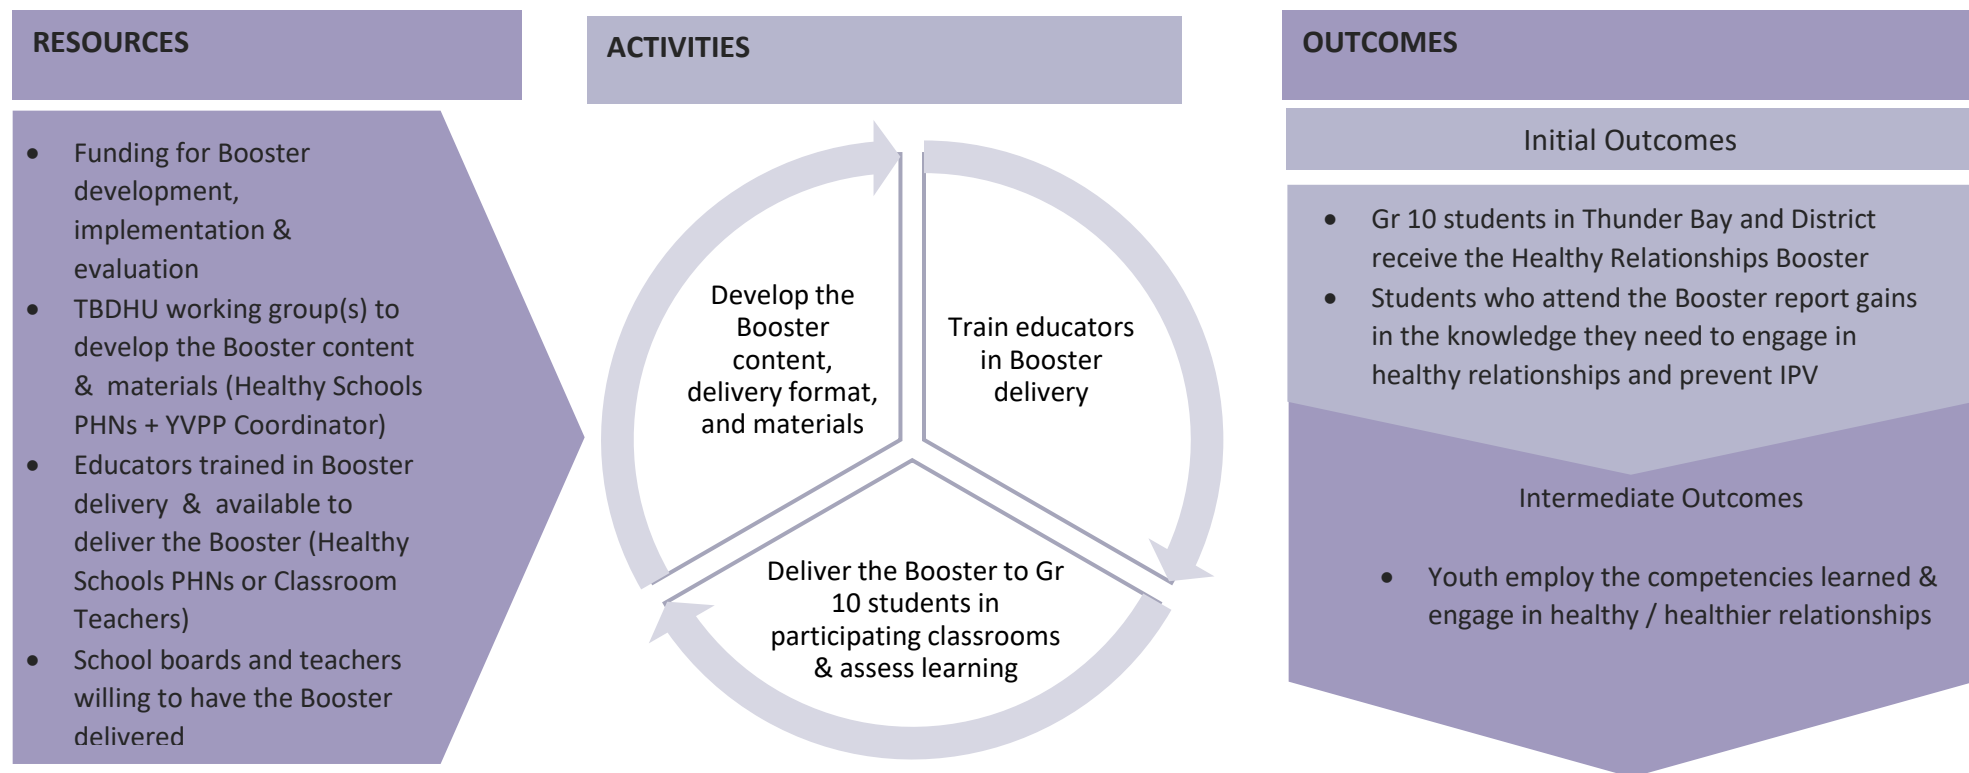 RESOURCES
• Funding for Booster
development,
implementation &
evaluation
• TBDHU working group(s) to
develop the Booster content
& materials (Healthy Schools
PHNs + YVPP Coordinator)
• Educators trained in Booster
delivery & available to
deliver the Booster (Healthy
Schools PHNs or Classroom
Teachers)
• School boards and teachers
willing to have the Booster
delivered
ACTIVITIES
Develop the
Booster
content,
delivery format,
and materials
Train educators
in Booster
delivery
Deliver the Booster to Gr
10 students in
participating classrooms
& assess learning
OUTCOMES
Initial Outcomes
• Gr 10 students in Thunder Bay and District
receive the Healthy Relationships Booster
• Students who attend the Booster report gains
in the knowledge they need to engage in
healthy relationships and prevent IPV
Intermediate Outcomes
• Youth employ the competencies learned &
engage in healthy / healthier relationships